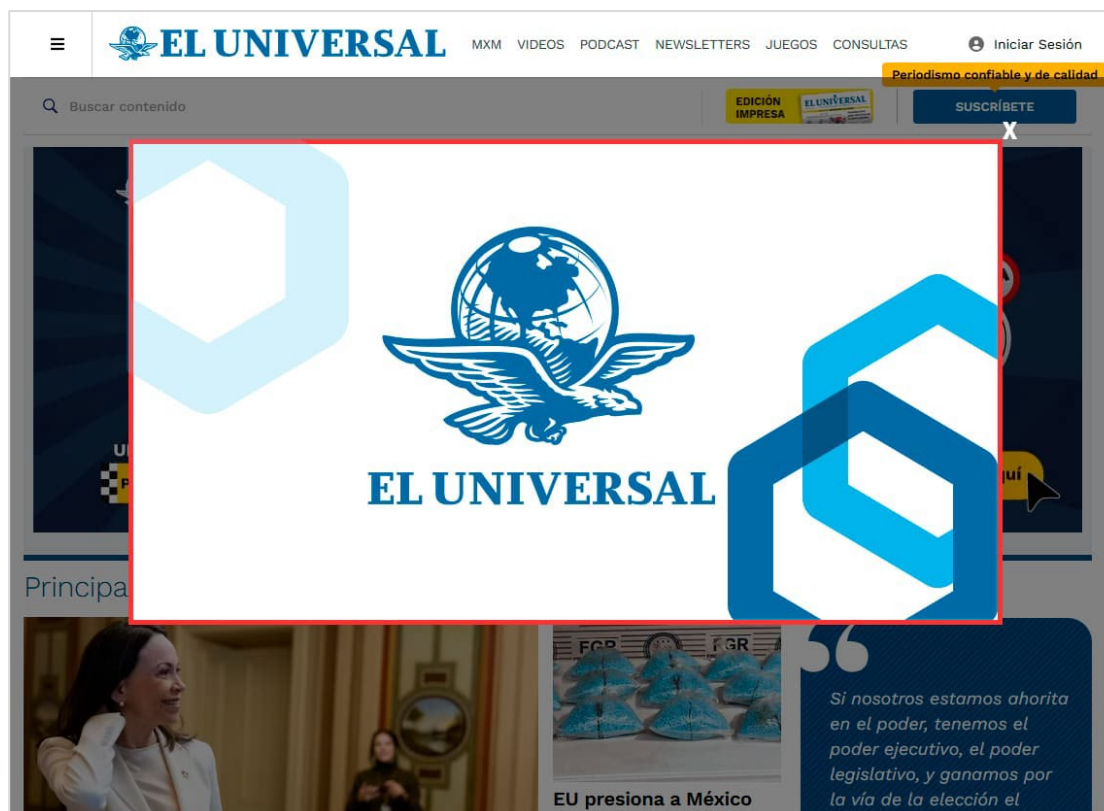 EL UNIVERSAL
MXM VIDEOS PODCAST NEWSLETTERS JUEGOS CONSULTAS
Iniciar Sesión
Periodismo confiable y de calidad
Buscar contenido
EDICIÓN
IMPRESA
EL UNIVERSAL
SUSCRÍBETE
X
EL UNIVERSAL
Principa
FGR
FGR
EU presiona a México
Si nosotros estamos ahorita
en el poder, tenemos el
poder ejecutivo, el poder
legislativo, y ganamos por
la vía de la elección el